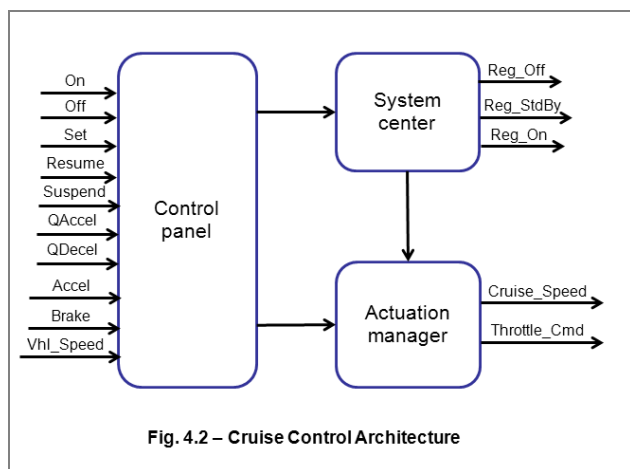 On
Off
Set
Resume
Suspend
QAccel
QDecel
Accel
Brake
Vhl_Speed
Control
panel
System
center
Reg_Off
Reg_StdBy
Reg_On
Actuation
manager
Cruise_Speed
Throttle_Cmd
Fig. 4.2 – Cruise Control Architecture